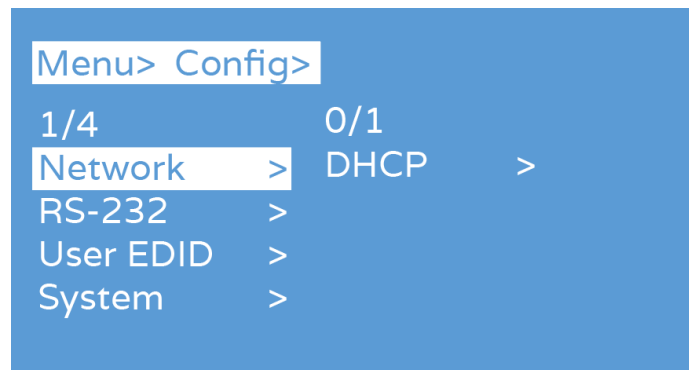 Menu> Config>
1/4 0/1
Network > DHCP >
RS-232 >
User EDID >
System >